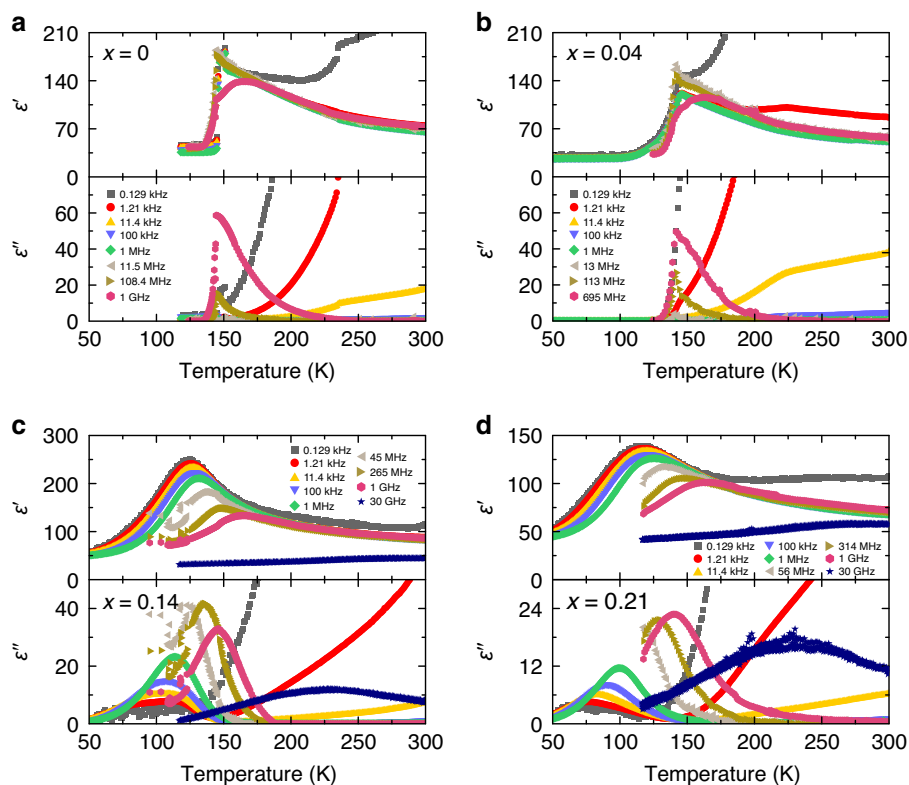 a
b
210
140
70
0
ε′
x = 0
210
140
70
0
ε′
x = 0.04
60
40
20
0
ε″
0.129 kHz
1.21 kHz
11.4 kHz
100 kHz
1 MHz
11.5 MHz
108.4 MHz
1 GHz
60
40
20
0
ε″
0.129 kHz
1.21 kHz
11.4 kHz
100 kHz
1 MHz
13 MHz
113 MHz
695 MHz
50 100 150 200 250 300
Temperature (K)
50 100 150 200 250 300
Temperature (K)
c
d
300
200
100
0
ε′
0.129 kHz
1.21 kHz
11.4 kHz
100 kHz
1 MHz
45 MHz
265 MHz
1 GHz
30 GHz
150
100
50
0
ε′
0.129 kHz 100 kHz 314 MHz
1.21 kHz 1 MHz 1 GHz
11.4 kHz 56 MHz 30 GHz
40
20
0
ε″
x = 0.14
24
12
0
ε″
x = 0.21
50 100 150 200 250 300
Temperature (K)
50 100 150 200 250 300
Temperature (K)